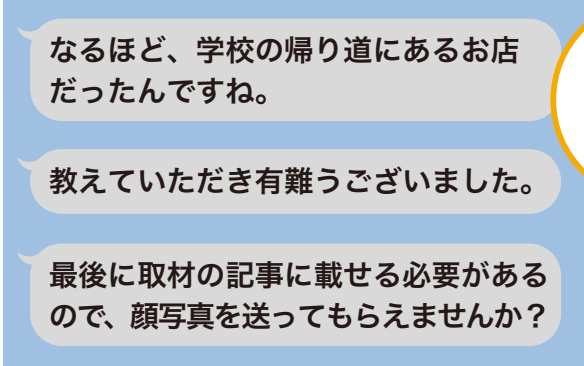 なるほど、学校の帰り道にあるお店
だったんですね。
教えていただき有難うございました。
最後に取材の記事に載せる必要がある
ので、顔写真を送ってもらえませんか？